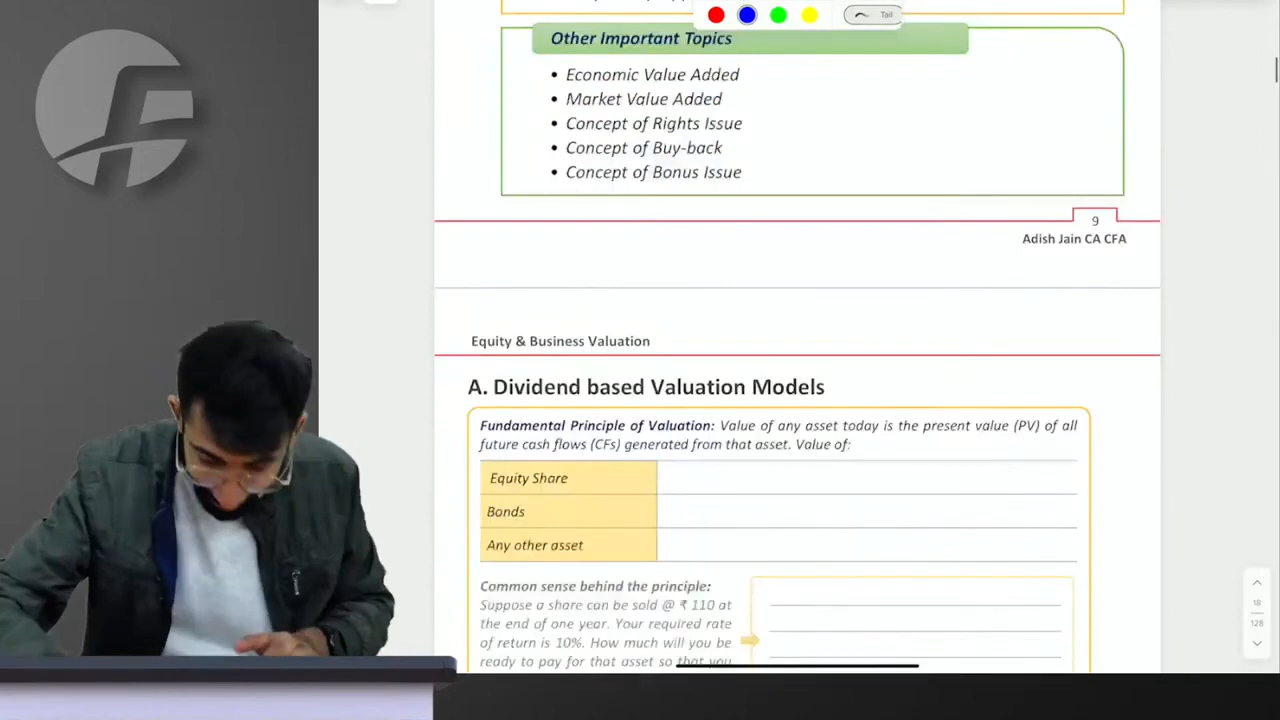 Tail
Other Important Topics
• Economic Value Added
• Market Value Added
• Concept of Rights Issue
• Concept of Buy-back
• Concept of Bonus Issue
9
Adish Jain CA CFA
Equity & Business Valuation
A. Dividend based Valuation Models
Fundamental Principle of Valuation: Value of any asset today is the present value (PV) of all
future cash flows (CFs) generated from that asset. Value of:
Equity Share
Bonds
Any other asset
Common sense behind the principle:
Suppose a share can be sold @ ₹ 110 at
the end of one year. Your required rate
of return is 10%. How much will you be
ready to pay for that asset so that you
18
128